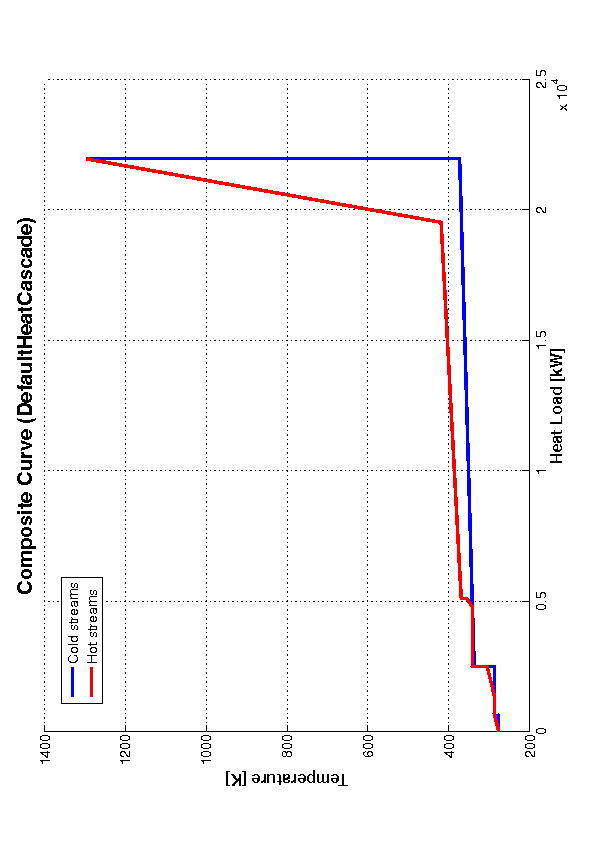 Composite Curve (DefaultHeatCascade)
Cold streams
Hot streams
1400
1200
1000
800
600
400
200
Temperature [K]
0
0.5
1
1.5
2
2.5
x 10^4
Heat Load [kW]